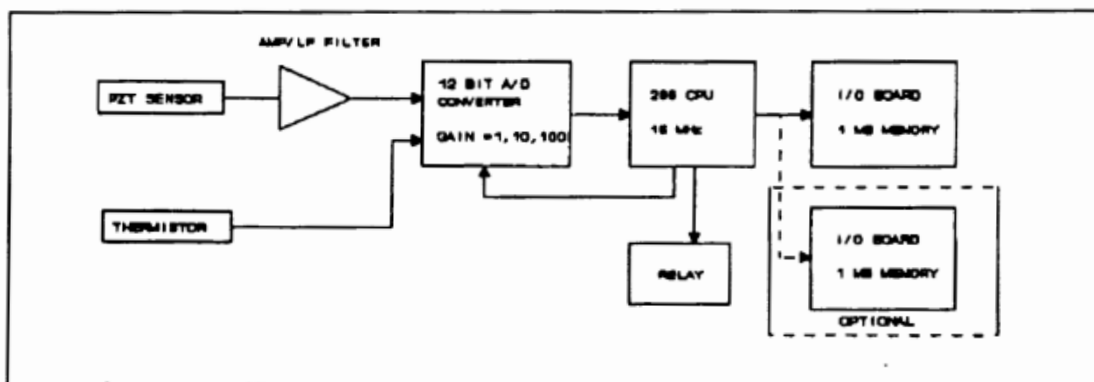 AMP/LP FILTER
PZT SENSOR
12 BIT A/D
CONVERTER
GAIN =1,10,100
THERMISTOR
286 CPU
16 MHz
RELAY
I/O BOARD
1 MB MEMORY
I/O BOARD
1 MB MEMORY
OPTIONAL